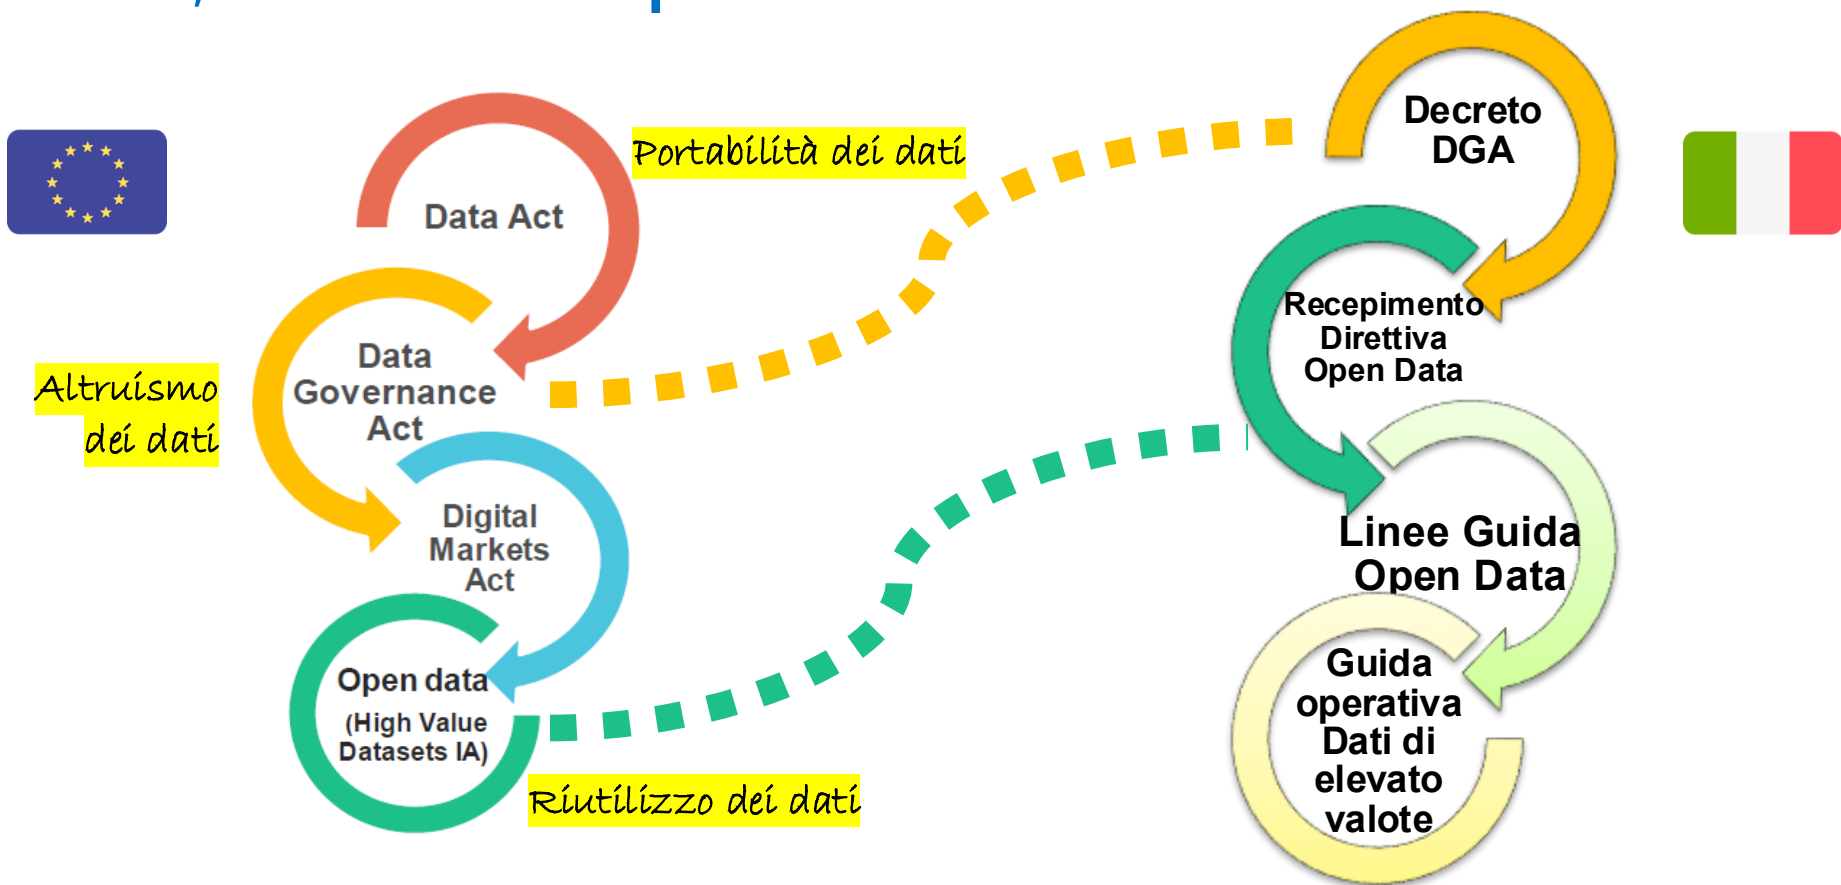 Data Act
Portabilità dei dati
Data
Governance
Act
Altruismo
dei dati
Digital
Markets
Act
Open data
(High Value
Datasets IA)
Riutilizzo dei dati
Decreto
DGA
Recepimento
Direttiva
Open Data
Linee Guida
Open Data
Guida
operativa
Dati di
elevato
valote